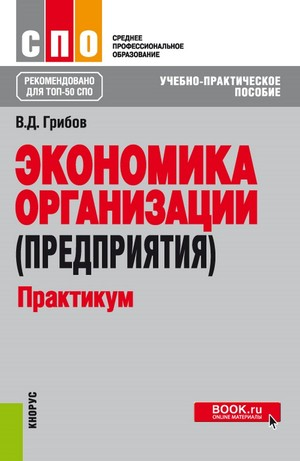 СПО
СРЕДНЕЕ
ПРОФЕССИОНАЛЬНОЕ
ОБРАЗОВАНИЕ
РЕКОМЕНДОВАНО
ДЛЯ ТОП-50 СПО
УЧЕБНО-ПРАКТИЧЕСКОЕ
ПОСОБИЕ
В.Д. Грибов
ЭКОНОМИКА
ОРГАНИЗАЦИИ
(ПРЕДПРИЯТИЯ)
Практикум
КНОРУС
BOOK.ru
ONLINE МАТЕРИАЛЫ